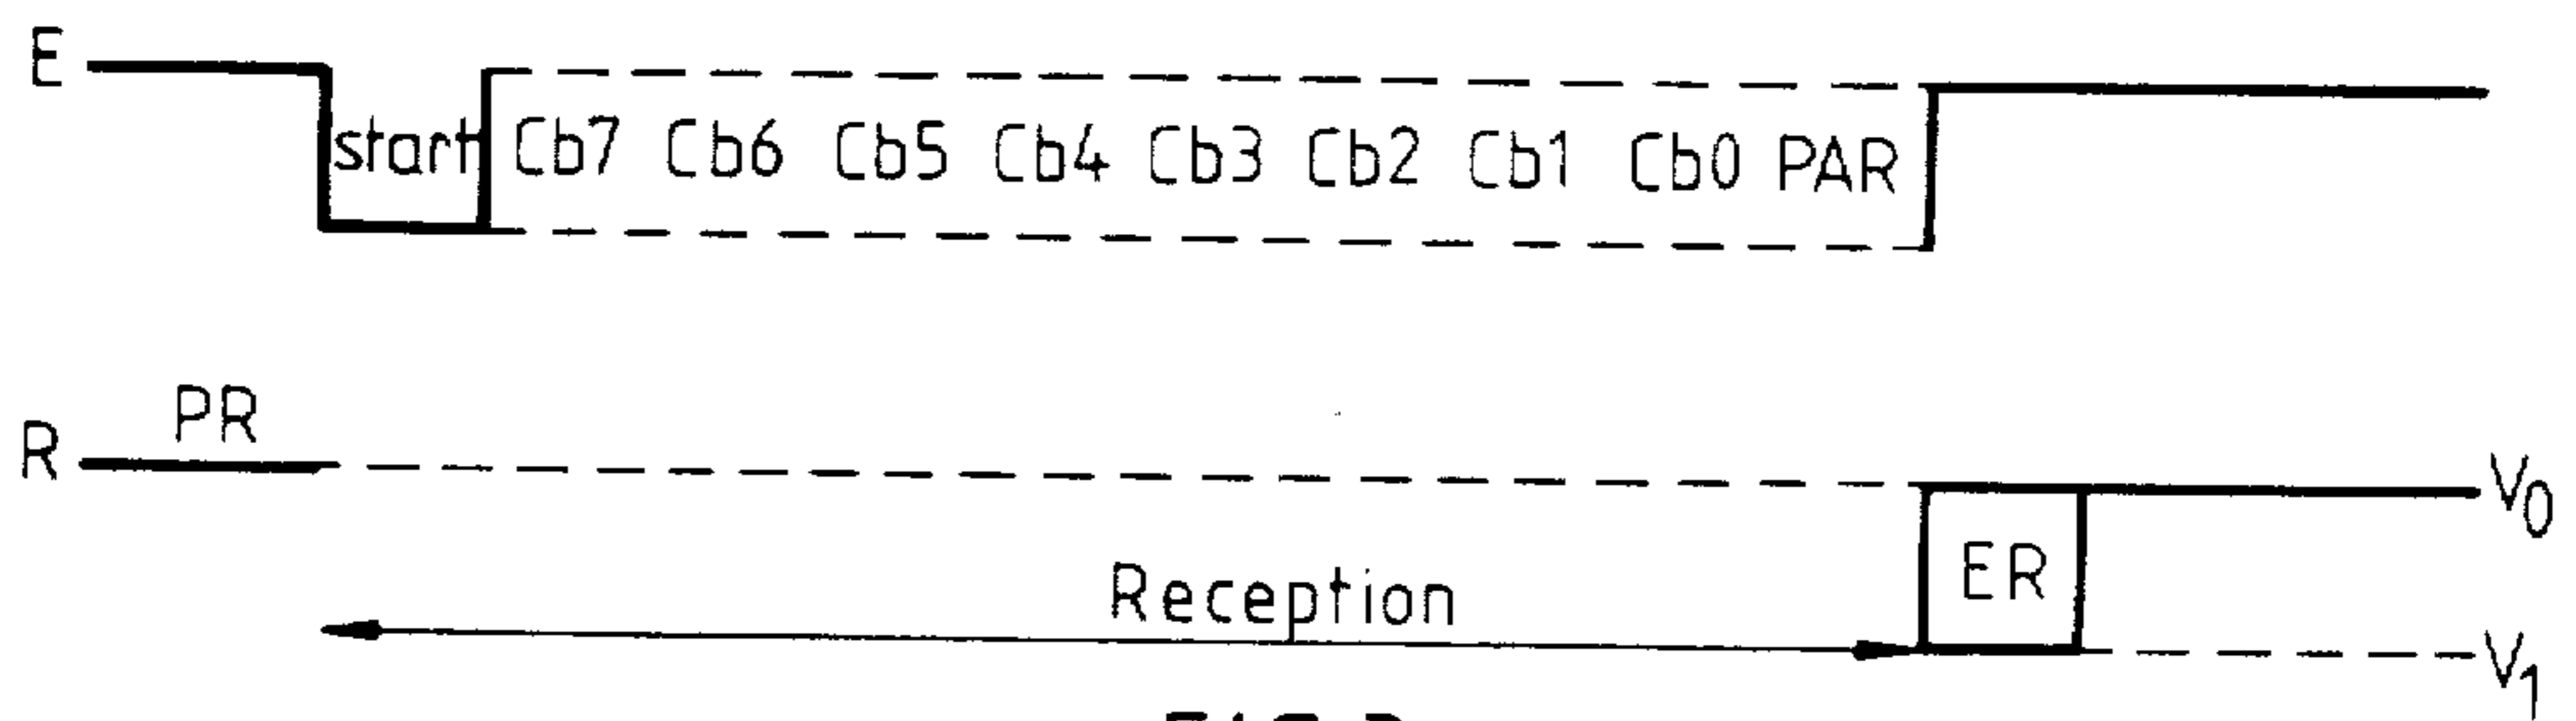 E
start Cb7 Cb6 Cb5 Cb4 Cb3 Cb2 Cb1 Cb0 PAR
PR
R
V0
ER
Reception
V1